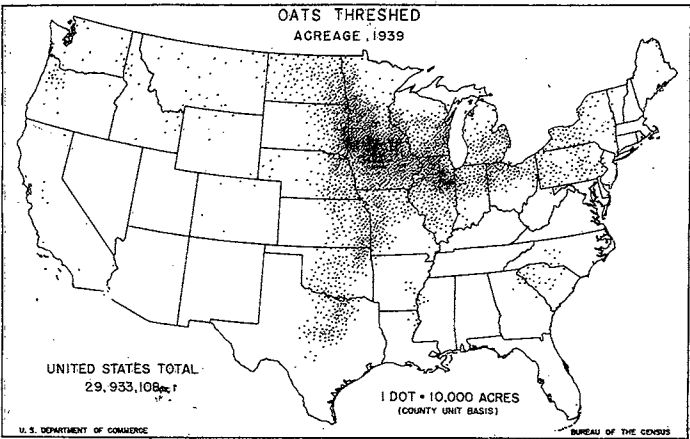 OATS THRESHED
ACREAGE, 1939
UNITED STATES TOTAL
29,933,108
1 DOT = 10,000 ACRES
(COUNTY UNIT BASIS)
U. S. DEPARTMENT OF COMMERCE
BUREAU OF THE CENSUS